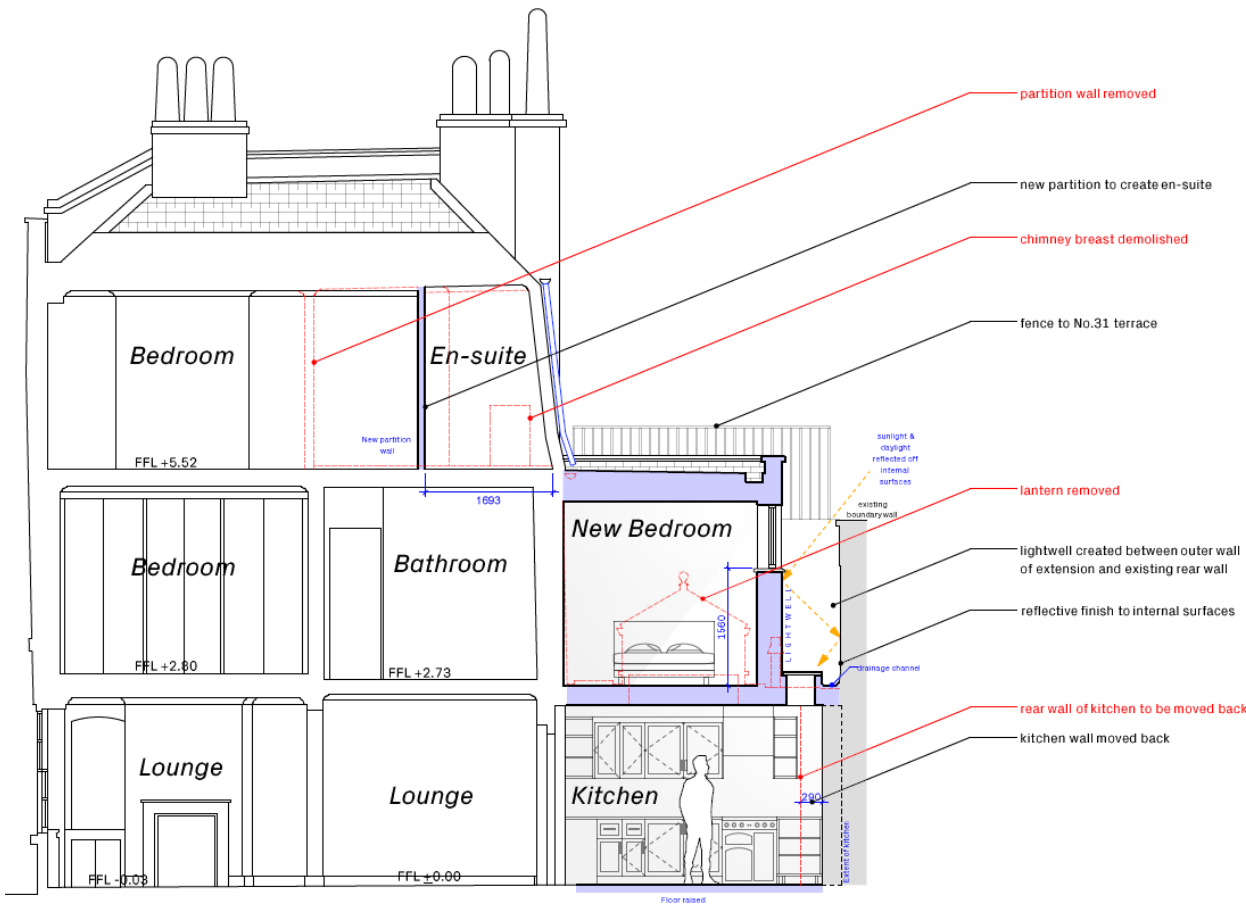 partition wall removed
new partition to create en-suite
chimney breast demolished
fence to No.31 terrace
Bedroom
En-suite
New partition
wall
FFL +5.52
sunlight &
daylight
reflected off
internal
surfaces
1693
lantern removed
existing
boundary wall
New Bedroom
Bedroom
Bathroom
lightwell created between outer wall
of extension and existing rear wall
1560
LIGHTWELL
reflective finish to internal surfaces
FFL +2.80
FFL +2.73
drainage channel
rear wall of kitchen to be moved back
kitchen wall moved back
Lounge
Lounge
Kitchen
290
Extent of kitchen
FFL -0.03
FFL ±0.00
Floor raised